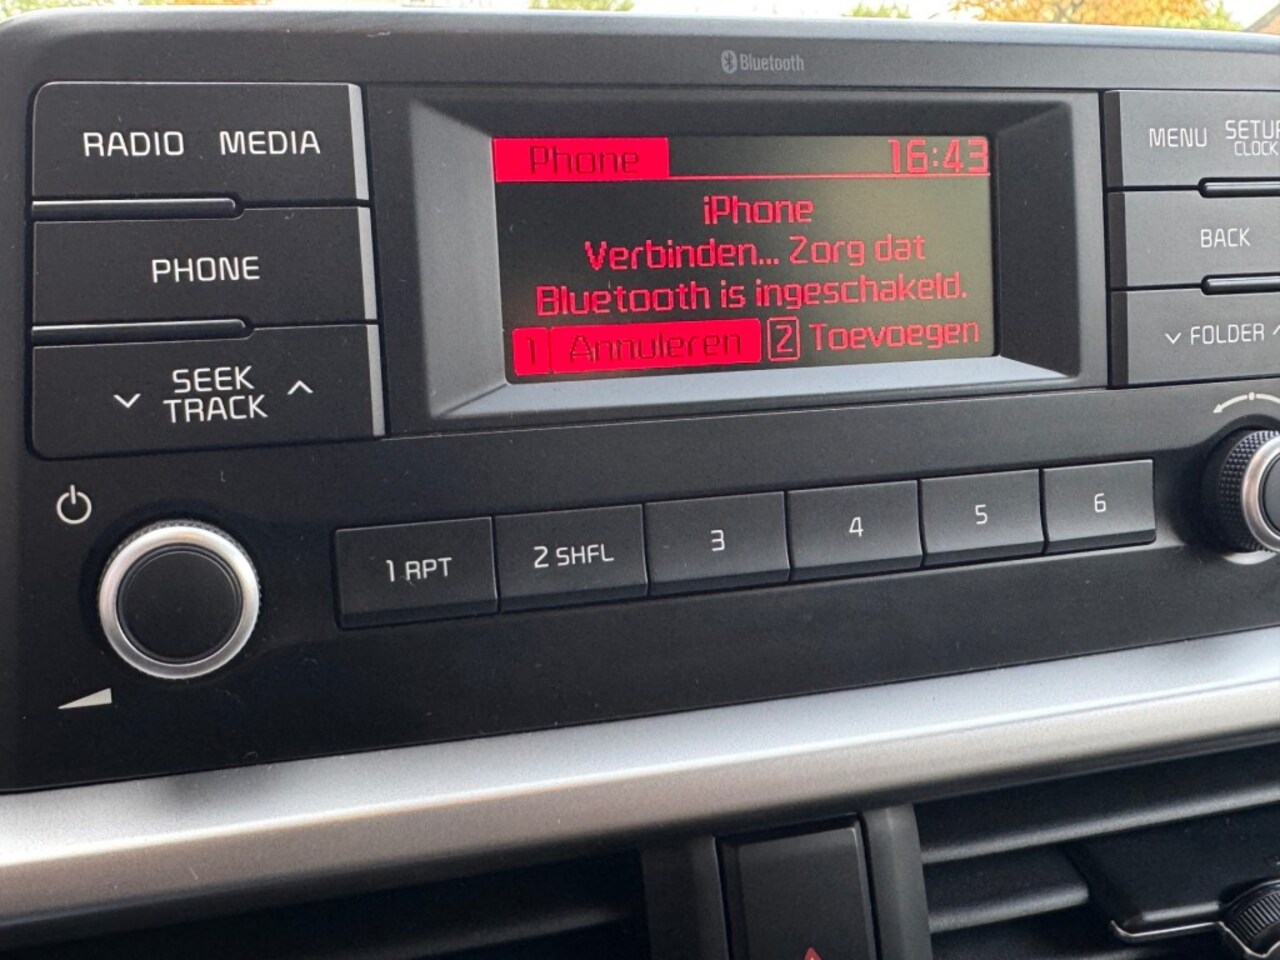 Bluetooth
RADIO MEDIA
PHONE
SEEK
TRACK
Phone 16:43
iPhone
Verbinden... Zorg dat
Bluetooth is ingeschakeld.
1 Annuleren 2 Toevoegen
MENU SETUP
CLOCK
BACK
FOLDER
1 RPT 2 SHFL 3 4 5 6